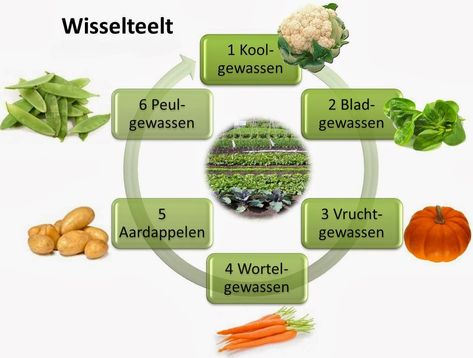 Wisselteelt
1 Kool-
gewassen
2 Blad-
gewassen
3 Vrucht-
gewassen
4 Wortel-
gewassen
5
Aardappelen
6 Peul-
gewassen